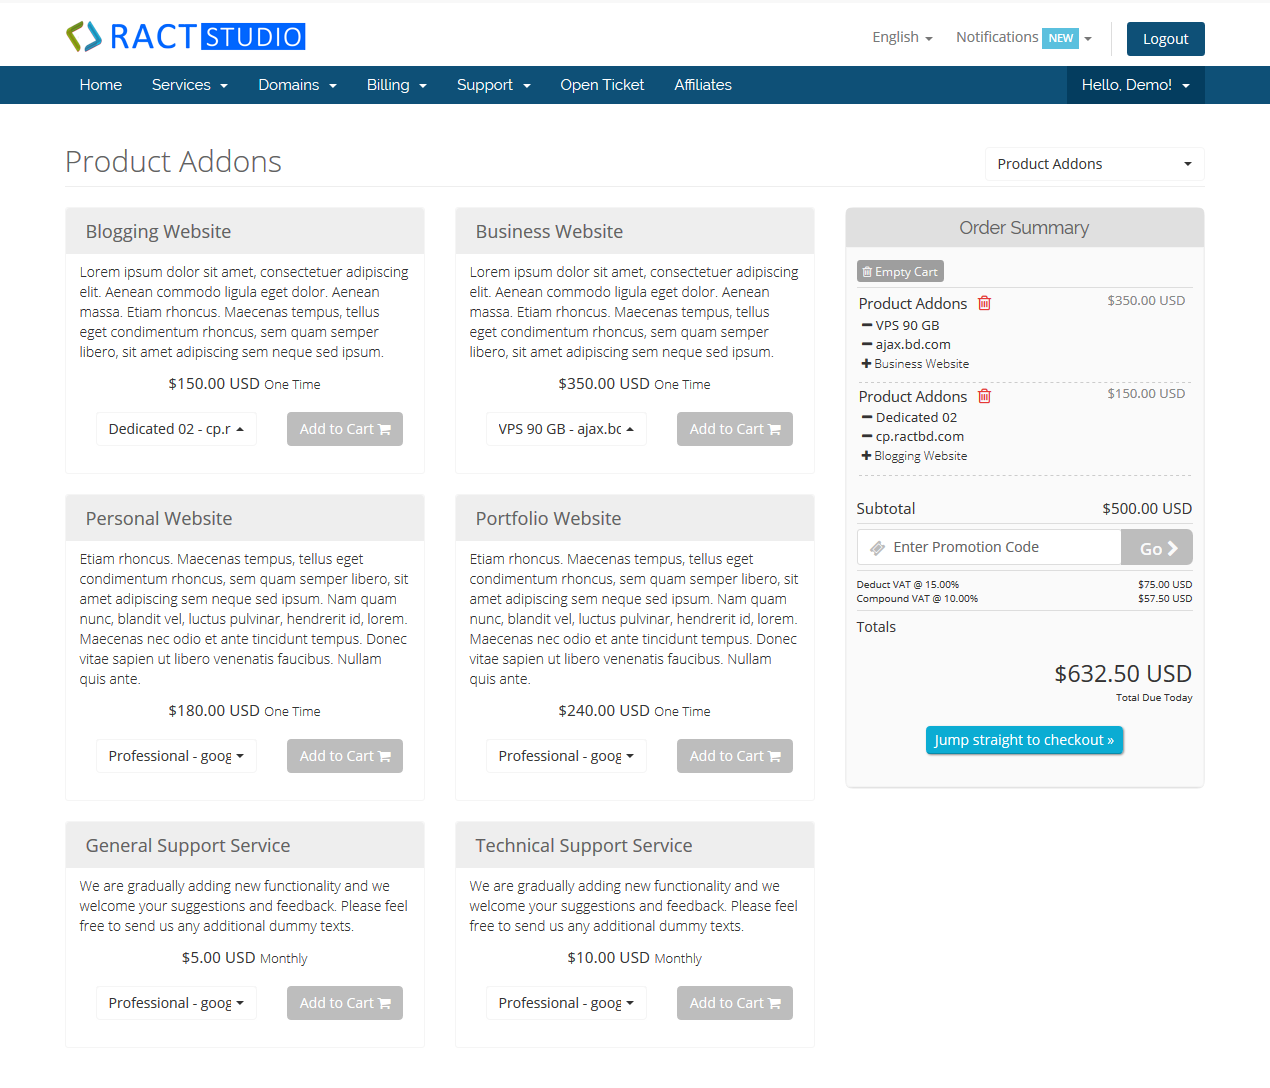 RACT STUDIO
English
Notifications NEW
Logout
Home Services Domains Billing Support Open Ticket Affiliates Hello, Demo!
Product Addons
Product Addons
Blogging Website
Lorem ipsum dolor sit amet, consectetuer adipiscing
elit. Aenean commodo ligula eget dolor. Aenean
massa. Etiam rhoncus. Maecenas tempus, tellus
eget condimentum rhoncus, sem quam semper
libero, sit amet adipiscing sem neque sed ipsum.
$150.00 USD One Time
Dedicated 02 - cp.r
Add to Cart
Business Website
Lorem ipsum dolor sit amet, consectetuer adipiscing
elit. Aenean commodo ligula eget dolor. Aenean
massa. Etiam rhoncus. Maecenas tempus, tellus
eget condimentum rhoncus, sem quam semper
libero, sit amet adipiscing sem neque sed ipsum.
$350.00 USD One Time
VPS 90 GB - ajax.bc
Add to Cart
Personal Website
Etiam rhoncus. Maecenas tempus, tellus eget
condimentum rhoncus, sem quam semper libero, sit
amet adipiscing sem neque sed ipsum. Nam quam
nunc, blandit vel, luctus pulvinar, hendrerit id, lorem.
Maecenas nec odio et ante tincidunt tempus. Donec
vitae sapien ut libero venenatis faucibus. Nullam
quis ante.
$180.00 USD One Time
Professional - goog
Add to Cart
Portfolio Website
Etiam rhoncus. Maecenas tempus, tellus eget
condimentum rhoncus, sem quam semper libero, sit
amet adipiscing sem neque sed ipsum. Nam quam
nunc, blandit vel, luctus pulvinar, hendrerit id, lorem.
Maecenas nec odio et ante tincidunt tempus. Donec
vitae sapien ut libero venenatis faucibus. Nullam
quis ante.
$240.00 USD One Time
Professional - goog
Add to Cart
General Support Service
We are gradually adding new functionality and we
welcome your suggestions and feedback. Please feel
free to send us any additional dummy texts.
$5.00 USD Monthly
Professional - goog
Add to Cart
Technical Support Service
We are gradually adding new functionality and we
welcome your suggestions and feedback. Please feel
free to send us any additional dummy texts.
$10.00 USD Monthly
Professional - goog
Add to Cart
Order Summary
Empty Cart
Product Addons $350.00 USD
VPS 90 GB
ajax.bd.com
Business Website
Product Addons $150.00 USD
Dedicated 02
cp.ractbd.com
Blogging Website
Subtotal $500.00 USD
Enter Promotion Code Go
Deduct VAT @ 15.00% $75.00 USD
Compound VAT @ 10.00% $57.50 USD
Totals
$632.50 USD
Total Due Today
Jump straight to checkout »